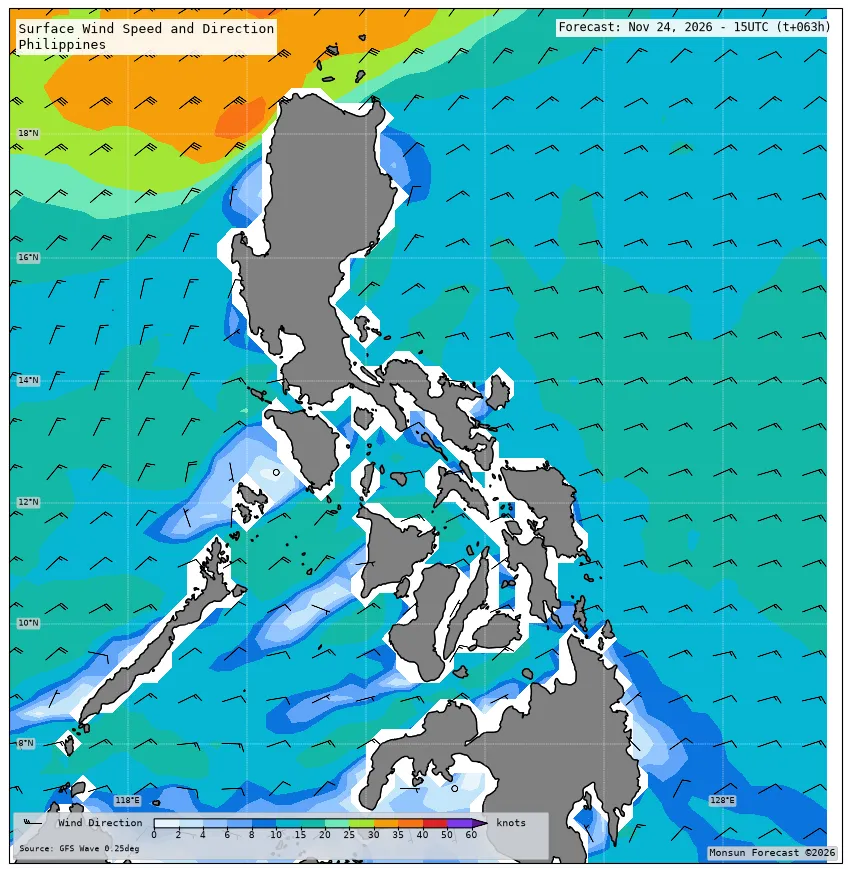 Surface Wind Speed and Direction
Philippines
Forecast: Nov 24, 2026 - 15UTC (t+063h)
18°N
16°N
14°N
12°N
10°N
8°N
118°E
128°E
Wind Direction
0 2 4 6 8 10 15 20 25 30 35 40 50 60
knots
Source: GFS Wave 0.25deg
Monsun Forecast ©2026